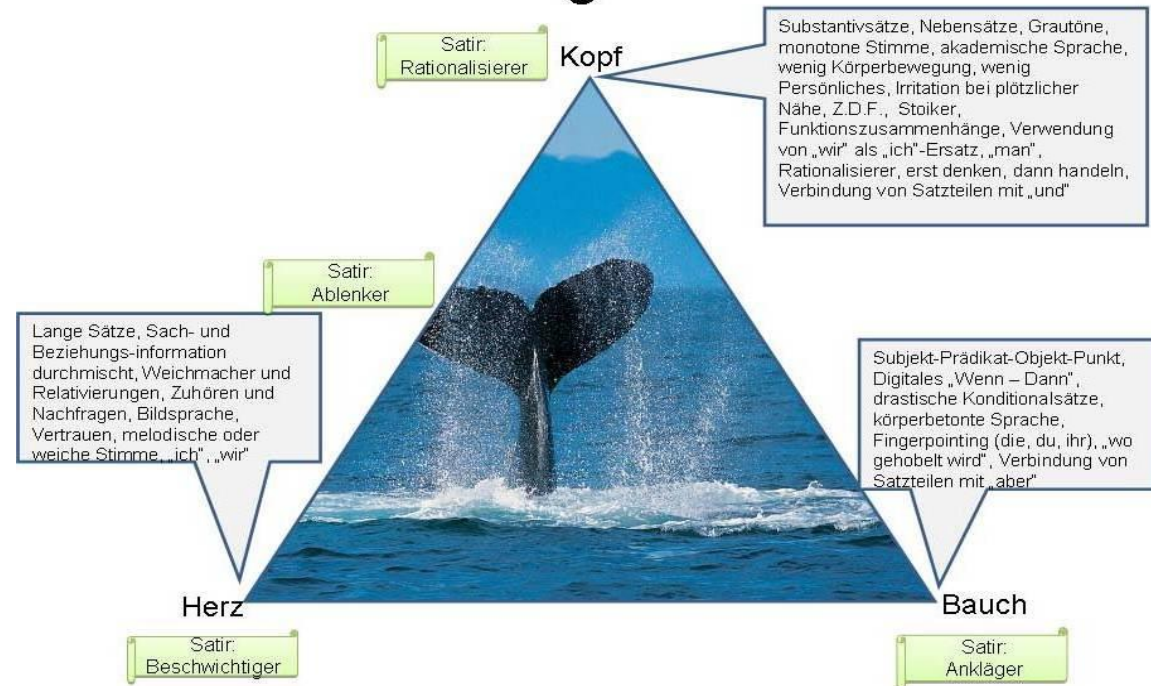 Satir:
Rationalisierer
Kopf
Substantivsätze, Nebensätze, Grautöne,
monotone Stimme, akademische Sprache,
wenig Körperbewegung, wenig
Persönliches, Irritation bei plötzlicher
Nähe, Z.D.F., Stoiker,
Funktionszusammenhänge, Verwendung
von „wir" als „ich"-Ersatz, „man",
Rationalisierer, erst denken, dann handeln,
Verbindung von Satzteilen mit „und"
Satir:
Ablenker
Lange Sätze, Sach- und
Beziehungs-information
durchmischt, Weichmacher und
Relativierungen, Zuhören und
Nachfragen, Bildsprache,
Vertrauen, melodische oder
weiche Stimme, „ich", „wir"
Subjekt-Prädikat-Objekt-Punkt,
Digitales „Wenn – Dann",
drastische Konditionalsätze,
körperbetonte Sprache,
Fingerpointing (die, du, ihr), „wo
gehobelt wird", Verbindung von
Satzteilen mit „aber"
Herz
Satir:
Beschwichtiger
Bauch
Satir:
Ankläger